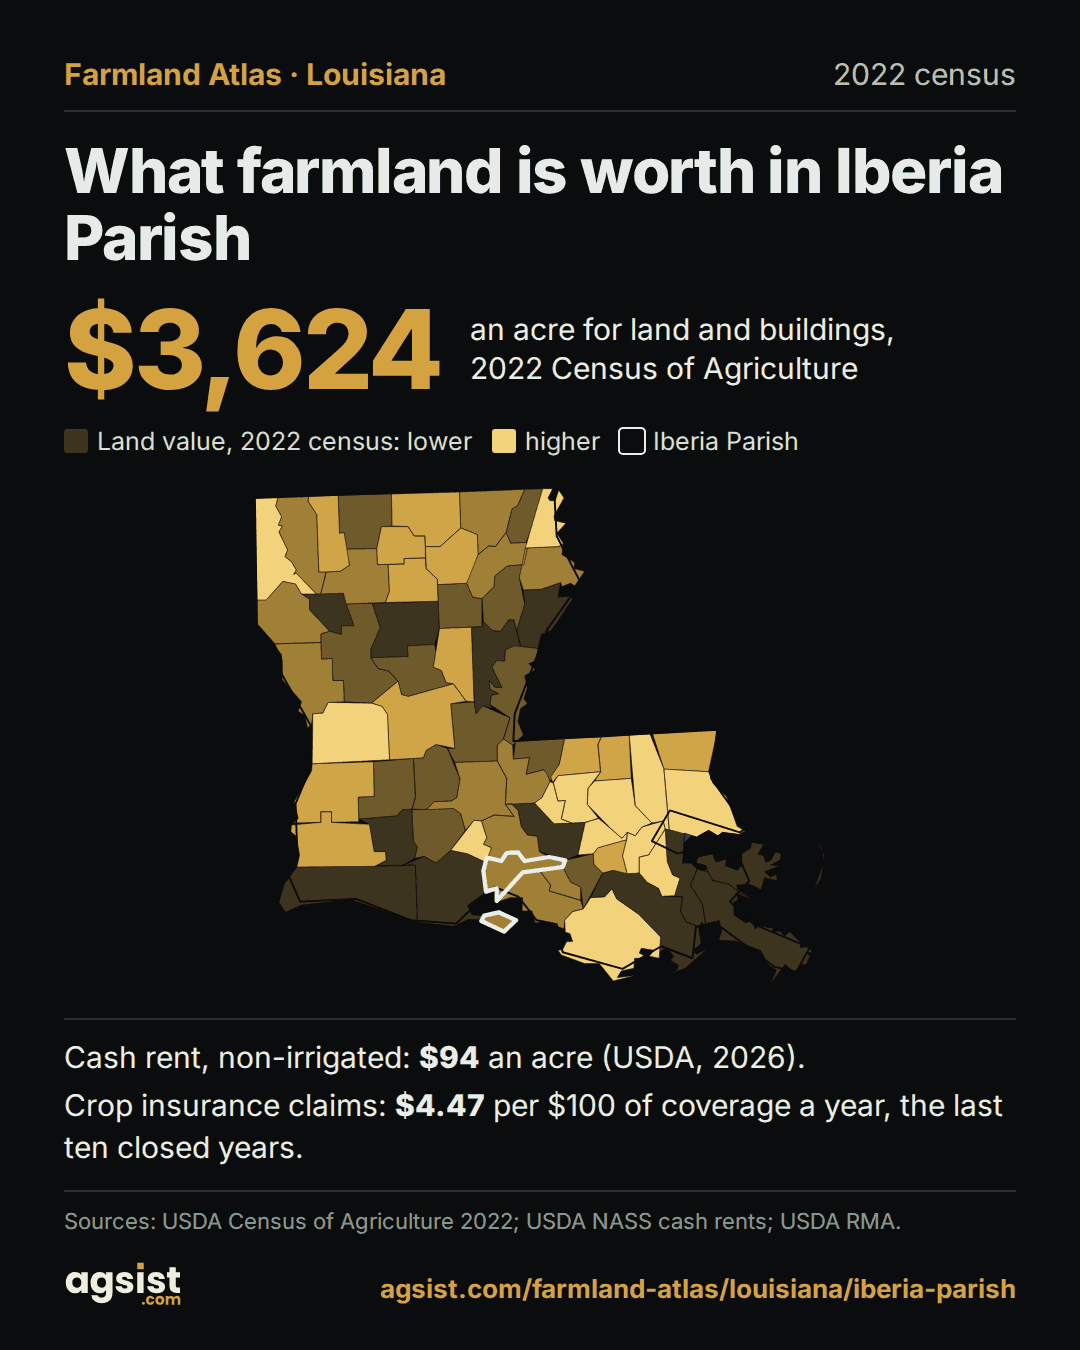 Farmland Atlas · Louisiana
2022 census
What farmland is worth in Iberia
Parish
$3,624
an acre for land and buildings,
2022 Census of Agriculture
Land value, 2022 census: lower
higher
Iberia Parish
Cash rent, non-irrigated: $94 an acre (USDA, 2026).
Crop insurance claims: $4.47 per $100 of coverage a year, the last
ten closed years.
Sources: USDA Census of Agriculture 2022; USDA NASS cash rents; USDA RMA.
agsist
.com
agsist.com/farmland-atlas/louisiana/iberia-parish